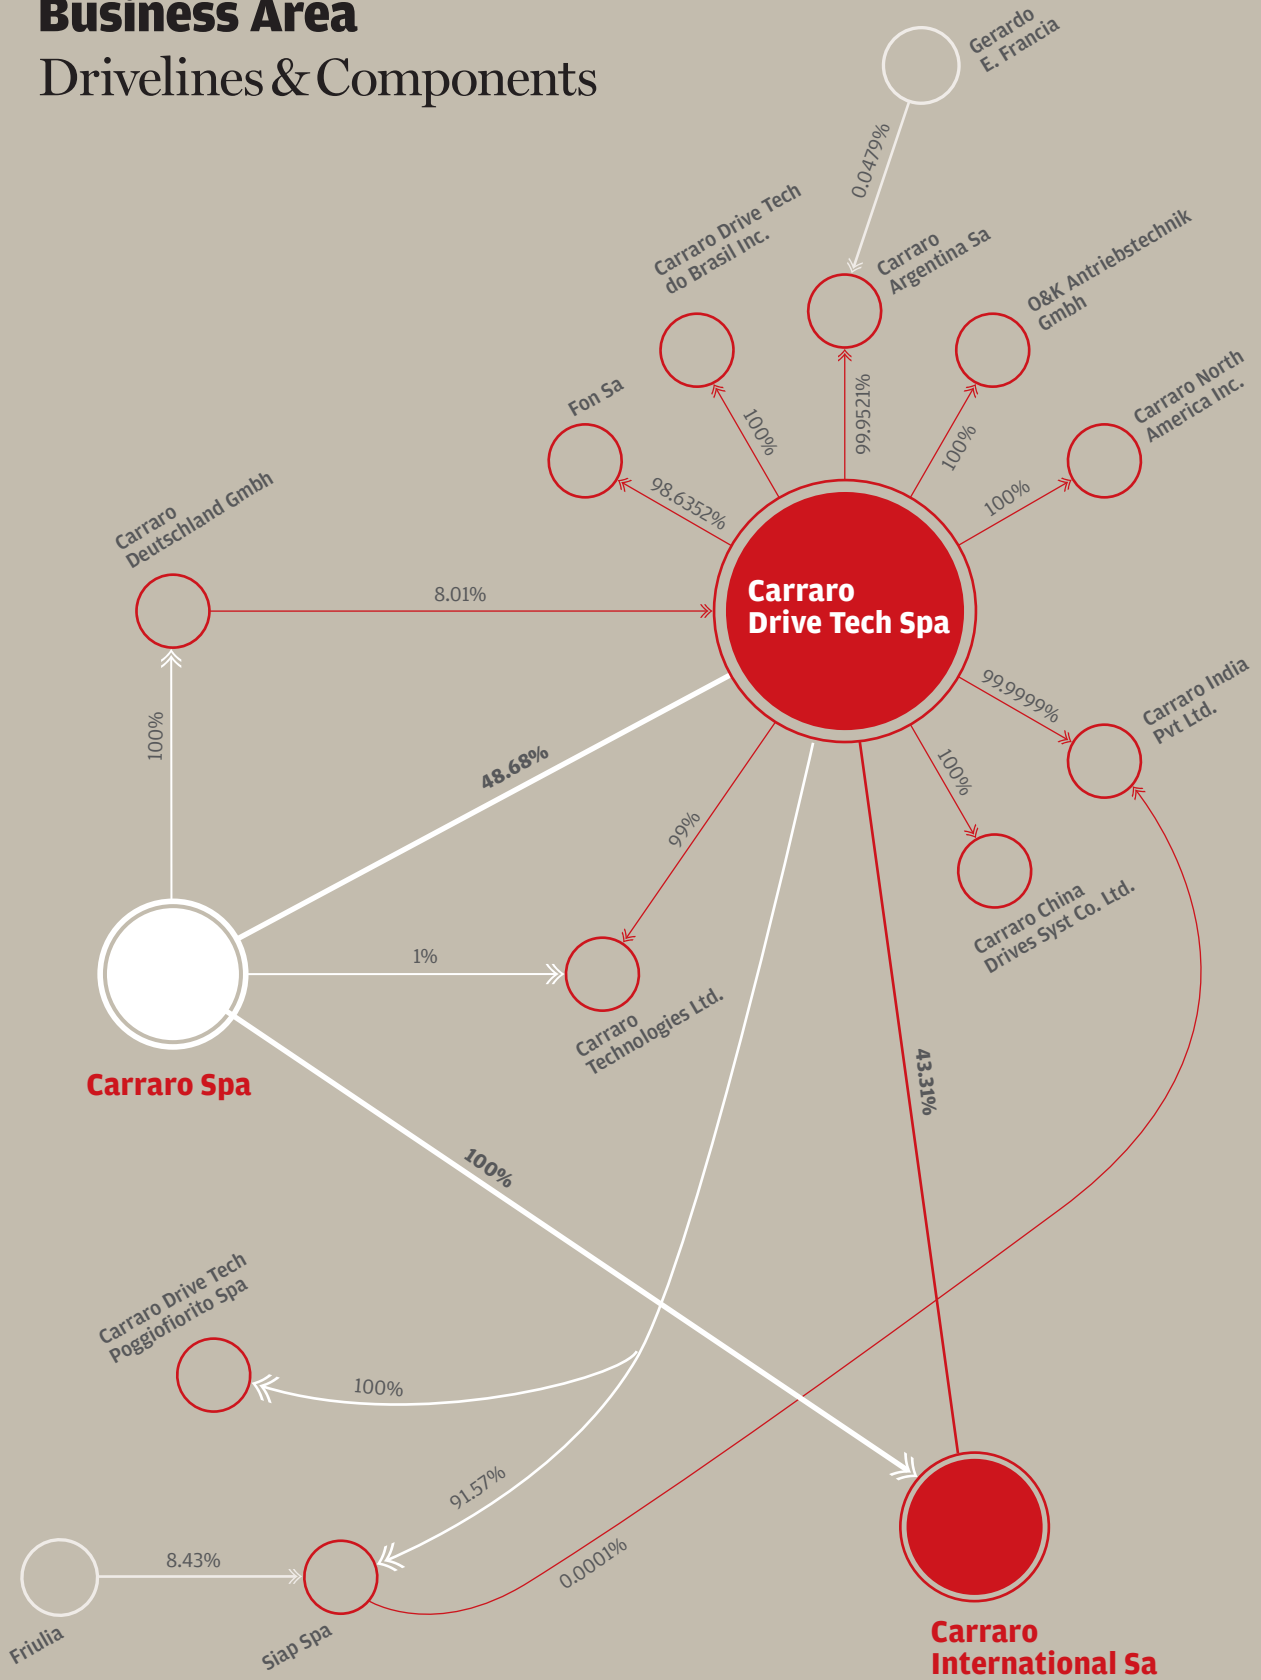 Business Area
Drivelines & Components
Gerardo
E. Francia
0.0479%
Carraro Drive Tech
do Brasil Inc.
Carraro
Argentina Sa
O&K Antriebstechnik
Gmbh
Carraro North
America Inc.
Fon Sa
100%
99.9521%
100%
100%
98.6352%
Carraro
Deutschland Gmbh
8.01%
Carraro
Drive Tech Spa
100%
48.68%
99.9999%
Carraro India
Pvt Ltd.
100%
99%
Carraro China
Drives Syst Co. Ltd.
1%
Carraro
Technologies Ltd.
Carraro Spa
43.31%
100%
Carraro Drive Tech
Poggiofiorito Spa
100%
91.57%
8.43%
0.0001%
Friulia
Siap Spa
Carraro
International Sa